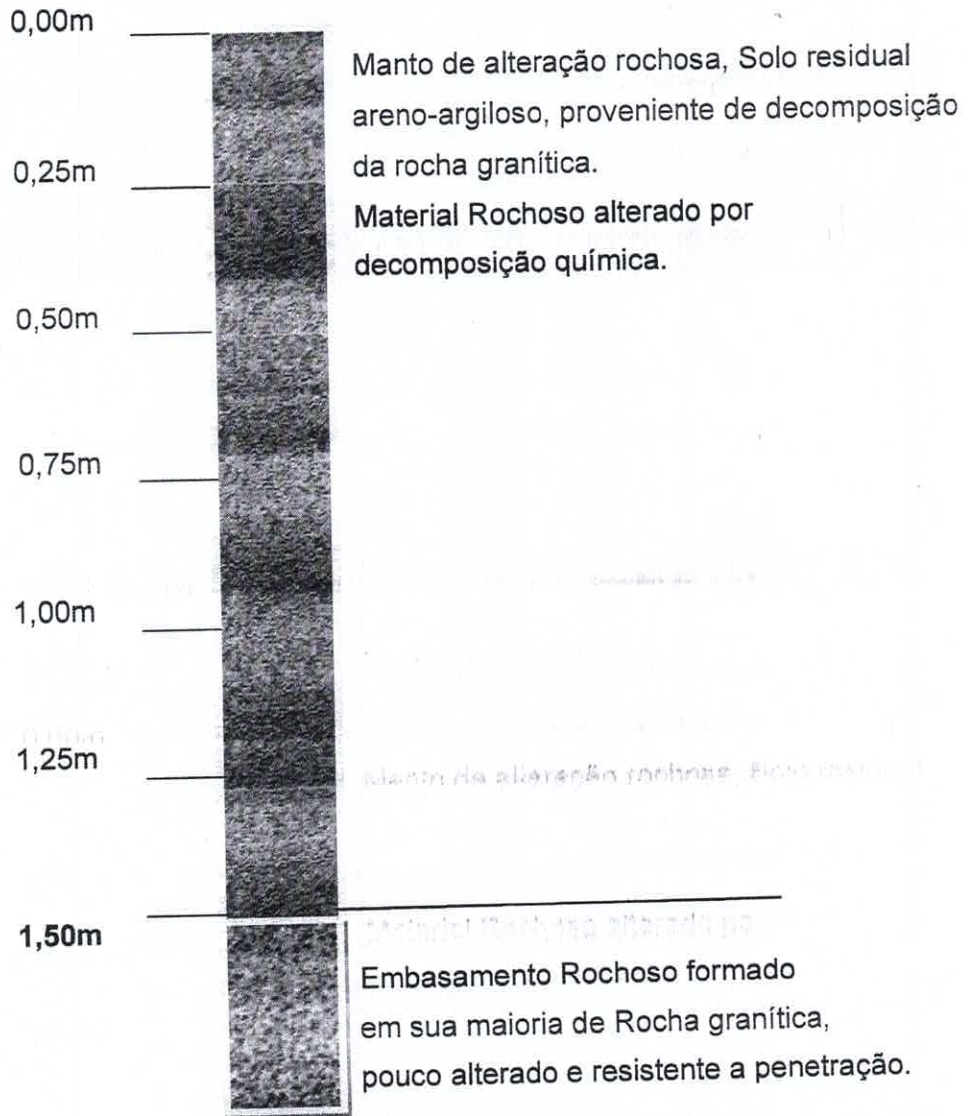 0,00m
Manto de alteração rochosa, Solo residual
areno-argiloso, proveniente de decomposição
da rocha granítica.
0,25m
Material Rochoso alterado por
decomposição química.
0,50m
0,75m
1,00m
1,25m
1,50m
Embasamento Rochoso formado
em sua maioria de Rocha granítica,
pouco alterado e resistente a penetração.